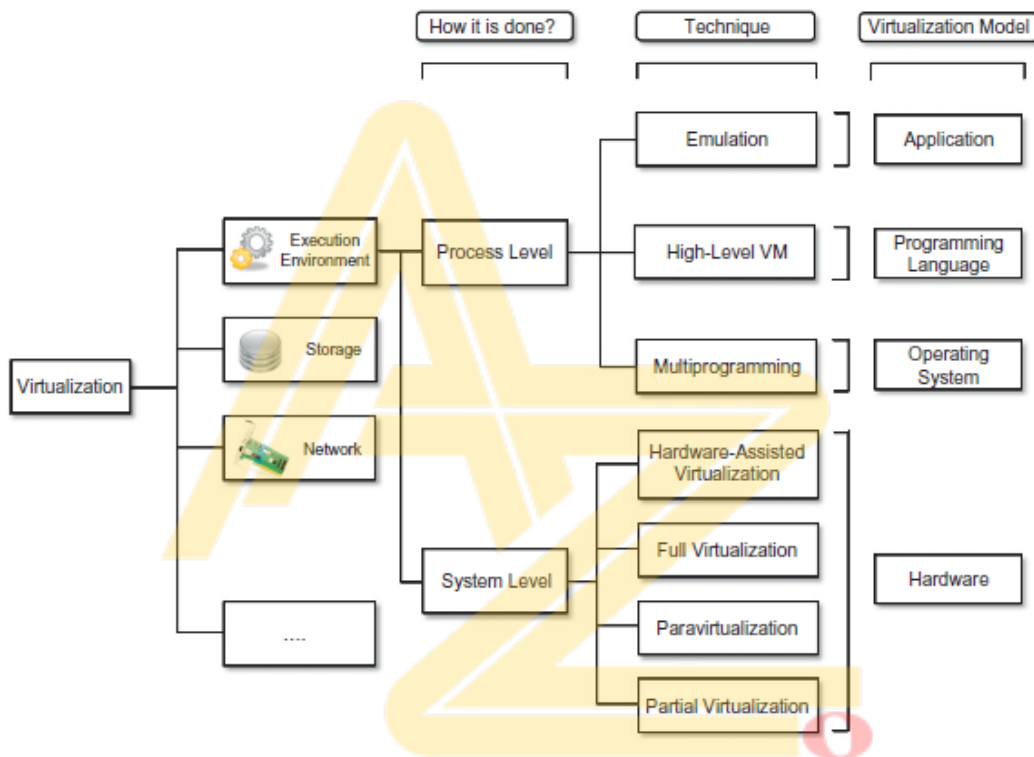 How it is done?
Technique
Virtualization Model
Emulation
Application
Execution
Environment
Process Level
High-Level VM
Programming
Language
Storage
Virtualization
Multiprogramming
Operating
System
Network
Hardware-Assisted
Virtualization
System Level
Full Virtualization
Hardware
Paravirtualization
....
Partial Virtualization
AZ
o